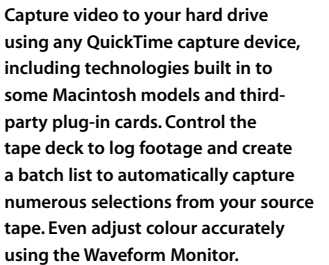 Capture video to your hard drive
using any QuickTime capture device,
including technologies built in to
some Macintosh models and third-
party plug-in cards. Control the
tape deck to log footage and create
a batch list to automatically capture
numerous selections from your source
tape. Even adjust colour accurately
using the Waveform Monitor.